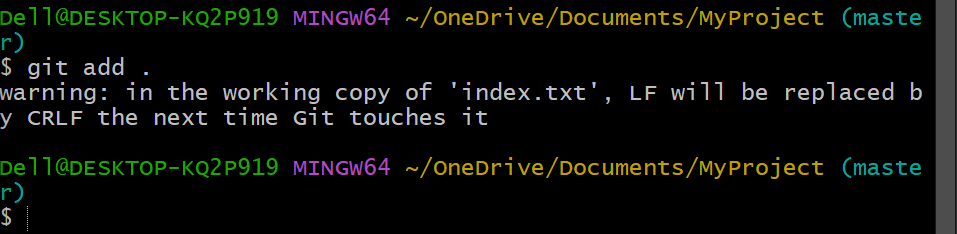 Dell@DESKTOP-KQ2P919 MINGW64 ~/OneDrive/Documents/MyProject (maste
r)
$ git add .
warning: in the working copy of 'index.txt', LF will be replaced b
y CRLF the next time Git touches it
Dell@DESKTOP-KQ2P919 MINGW64 ~/OneDrive/Documents/MyProject (maste
r)
$